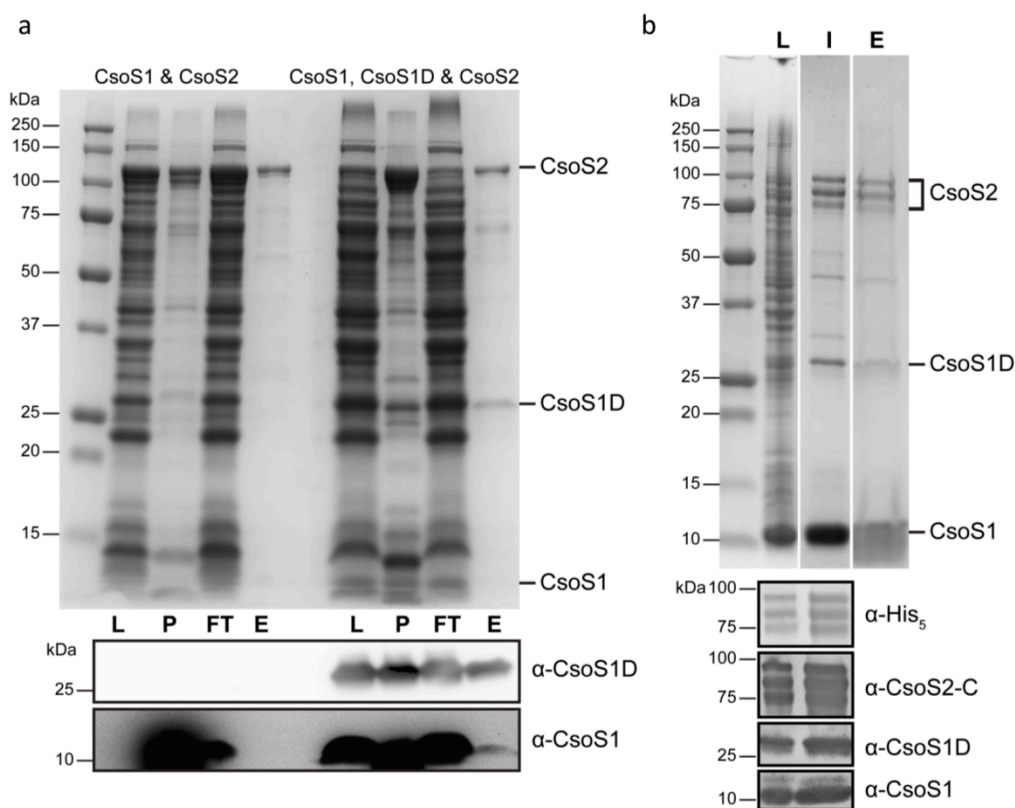 a
CsoS1 & CsoS2 CsoS1, CsoS1D & CsoS2
kDa
250
150
100
75
50
37
25
20
15
CsoS2
CsoS1D
CsoS1
L P FT E L P FT E
kDa
25
α-CsoS1D
10
α-CsoS1
b
L I E
kDa
250
150
100
75
50
37
25
20
15
10
CsoS2
CsoS1D
CsoS1
kDa 100
75
α-His₅
100
75
α-CsoS2-C
25
α-CsoS1D
10
α-CsoS1